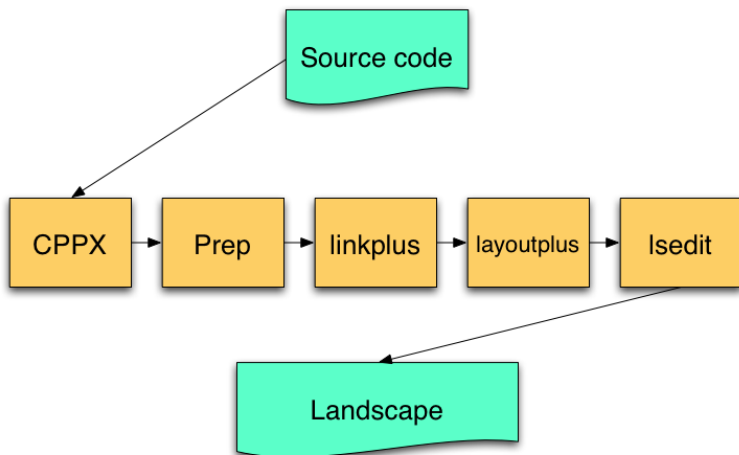 Source code
CPPX
Prep
linkplus
layoutplus
lsedit
Landscape